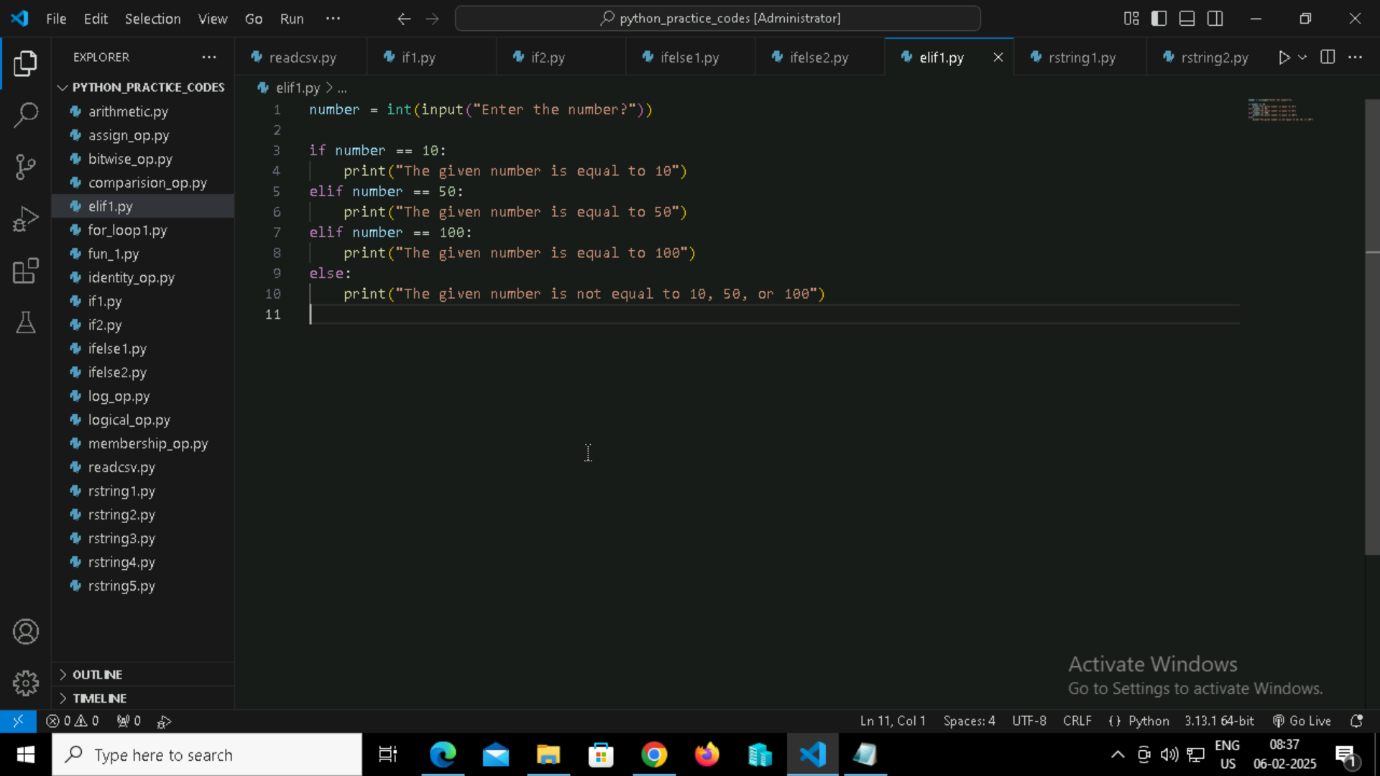 File Edit Selection View Go Run ··· python_practice_codes [Administrator]
EXPLORER ···
readcsv.py if1.py if2.py ifelse1.py ifelse2.py elif1.py rstring1.py rstring2.py ···
PYTHON_PRACTICE_CODES
arithmetic.py
assign_op.py
bitwise_op.py
comparision_op.py
elif1.py
for_loop1.py
fun_1.py
identity_op.py
if1.py
if2.py
ifelse1.py
ifelse2.py
log_op.py
logical_op.py
membership_op.py
readcsv.py
rstring1.py
rstring2.py
rstring3.py
rstring4.py
rstring5.py
OUTLINE
TIMELINE
elif1.py > ...
1 number = int(input("Enter the number?"))
2
3 if number == 10:
4 print("The given number is equal to 10")
5 elif number == 50:
6 print("The given number is equal to 50")
7 elif number == 100:
8 print("The given number is equal to 100")
9 else:
10 print("The given number is not equal to 10, 50, or 100")
11
Activate Windows
Go to Settings to activate Windows.
0 0 0 Ln 11, Col 1 Spaces: 4 UTF-8 CRLF {} Python 3.13.1 64-bit Go Live
Type here to search
ENG
US
08:37
06-02-2025
1